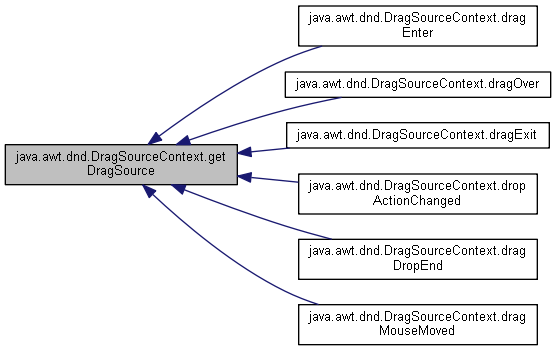 java.awt.dnd.DragSourceContext.get
DragSource
java.awt.dnd.DragSourceContext.drag
Enter
java.awt.dnd.DragSourceContext.dragOver
java.awt.dnd.DragSourceContext.dragExit
java.awt.dnd.DragSourceContext.drop
ActionChanged
java.awt.dnd.DragSourceContext.drag
DropEnd
java.awt.dnd.DragSourceContext.drag
MouseMoved